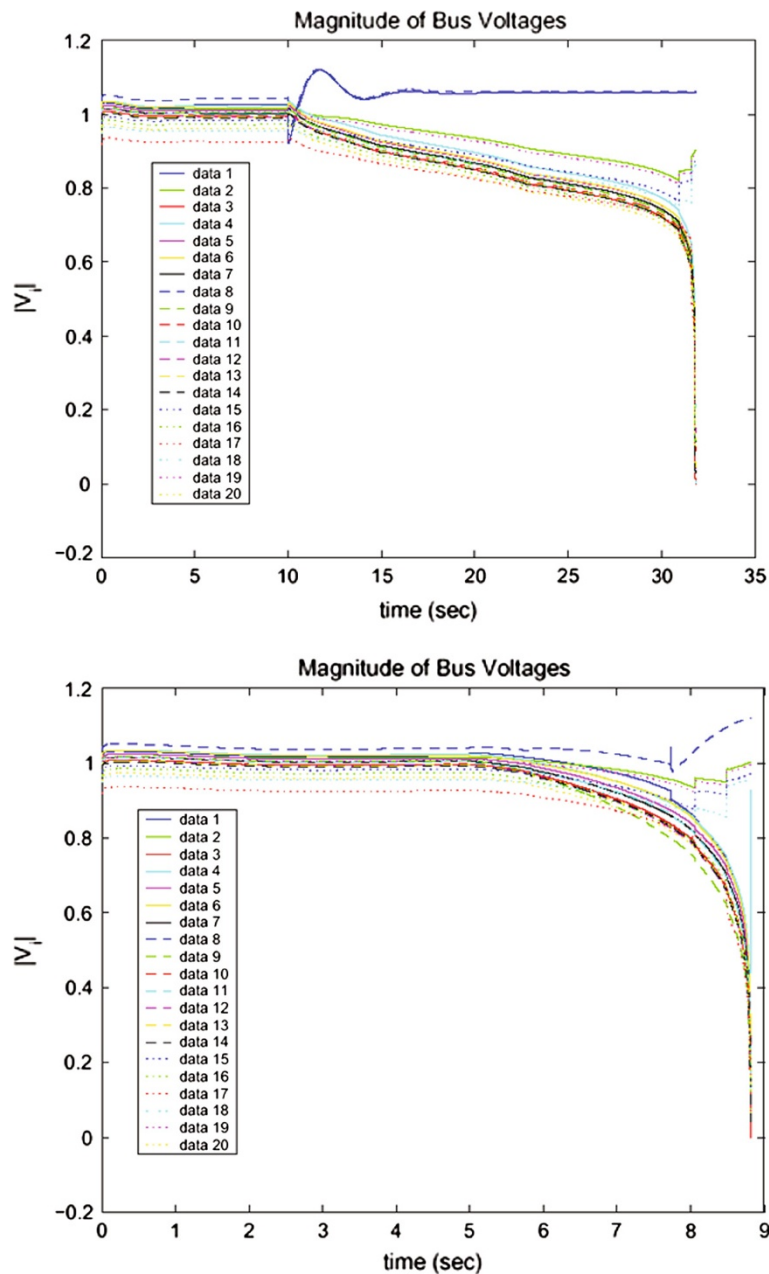 Magnitude of Bus Voltages
1.2
1
0.8
0.6
0.4
0.2
0
−0.2
|Vi|
data 1
data 2
data 3
data 4
data 5
data 6
data 7
data 8
data 9
data 10
data 11
data 12
data 13
data 14
data 15
data 16
data 17
data 18
data 19
data 20
0 5 10 15 20 25 30 35
time (sec)
Magnitude of Bus Voltages
1.2
1
0.8
0.6
0.4
0.2
0
−0.2
|Vi|
data 1
data 2
data 3
data 4
data 5
data 6
data 7
data 8
data 9
data 10
data 11
data 12
data 13
data 14
data 15
data 16
data 17
data 18
data 19
data 20
0 1 2 3 4 5 6 7 8 9
time (sec)